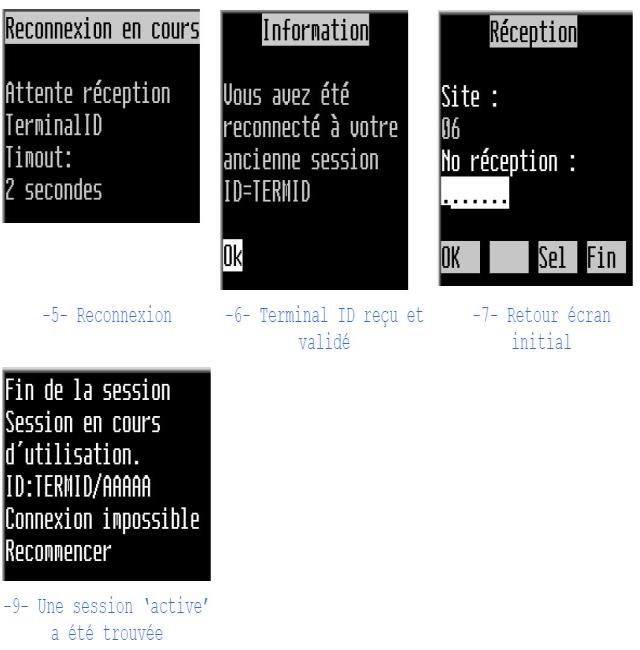 Reconnexion en cours
Attente réception
TerminalID
Timout:
2 secondes
-5- Reconnexion
Information
Vous avez été
reconnecté à votre
ancienne session
ID=TERMID
Ok
-6- Terminal ID reçu et
validé
Réception
Site :
06
No réception :
.......
OK Sel Fin
-7- Retour écran
initial
Fin de la session
Session en cours
d'utilisation.
ID:TERMID/AAAAA
Connexion impossible
Recommencer
-9- Une session ‘active’
a été trouvée